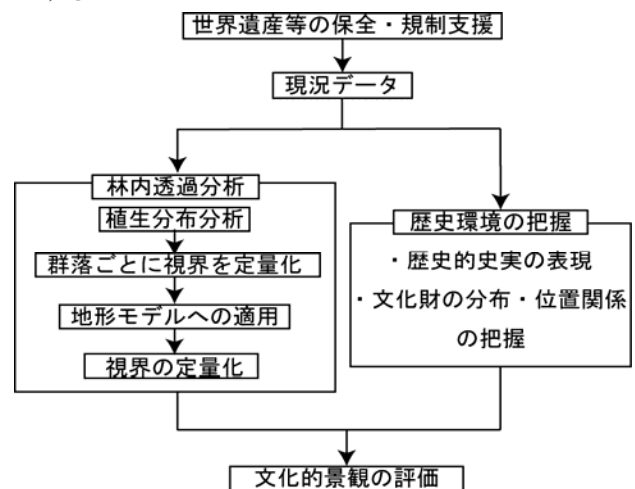 世界遺産等の保全・規制支援
現況データ
林内透過分析
植生分布分析
群落ごとに視界を定量化
地形モデルへの適用
視界の定量化
歴史環境の把握
・歴史的史実の表現
・文化財の分布・位置関係
の把握
文化的景観の評価